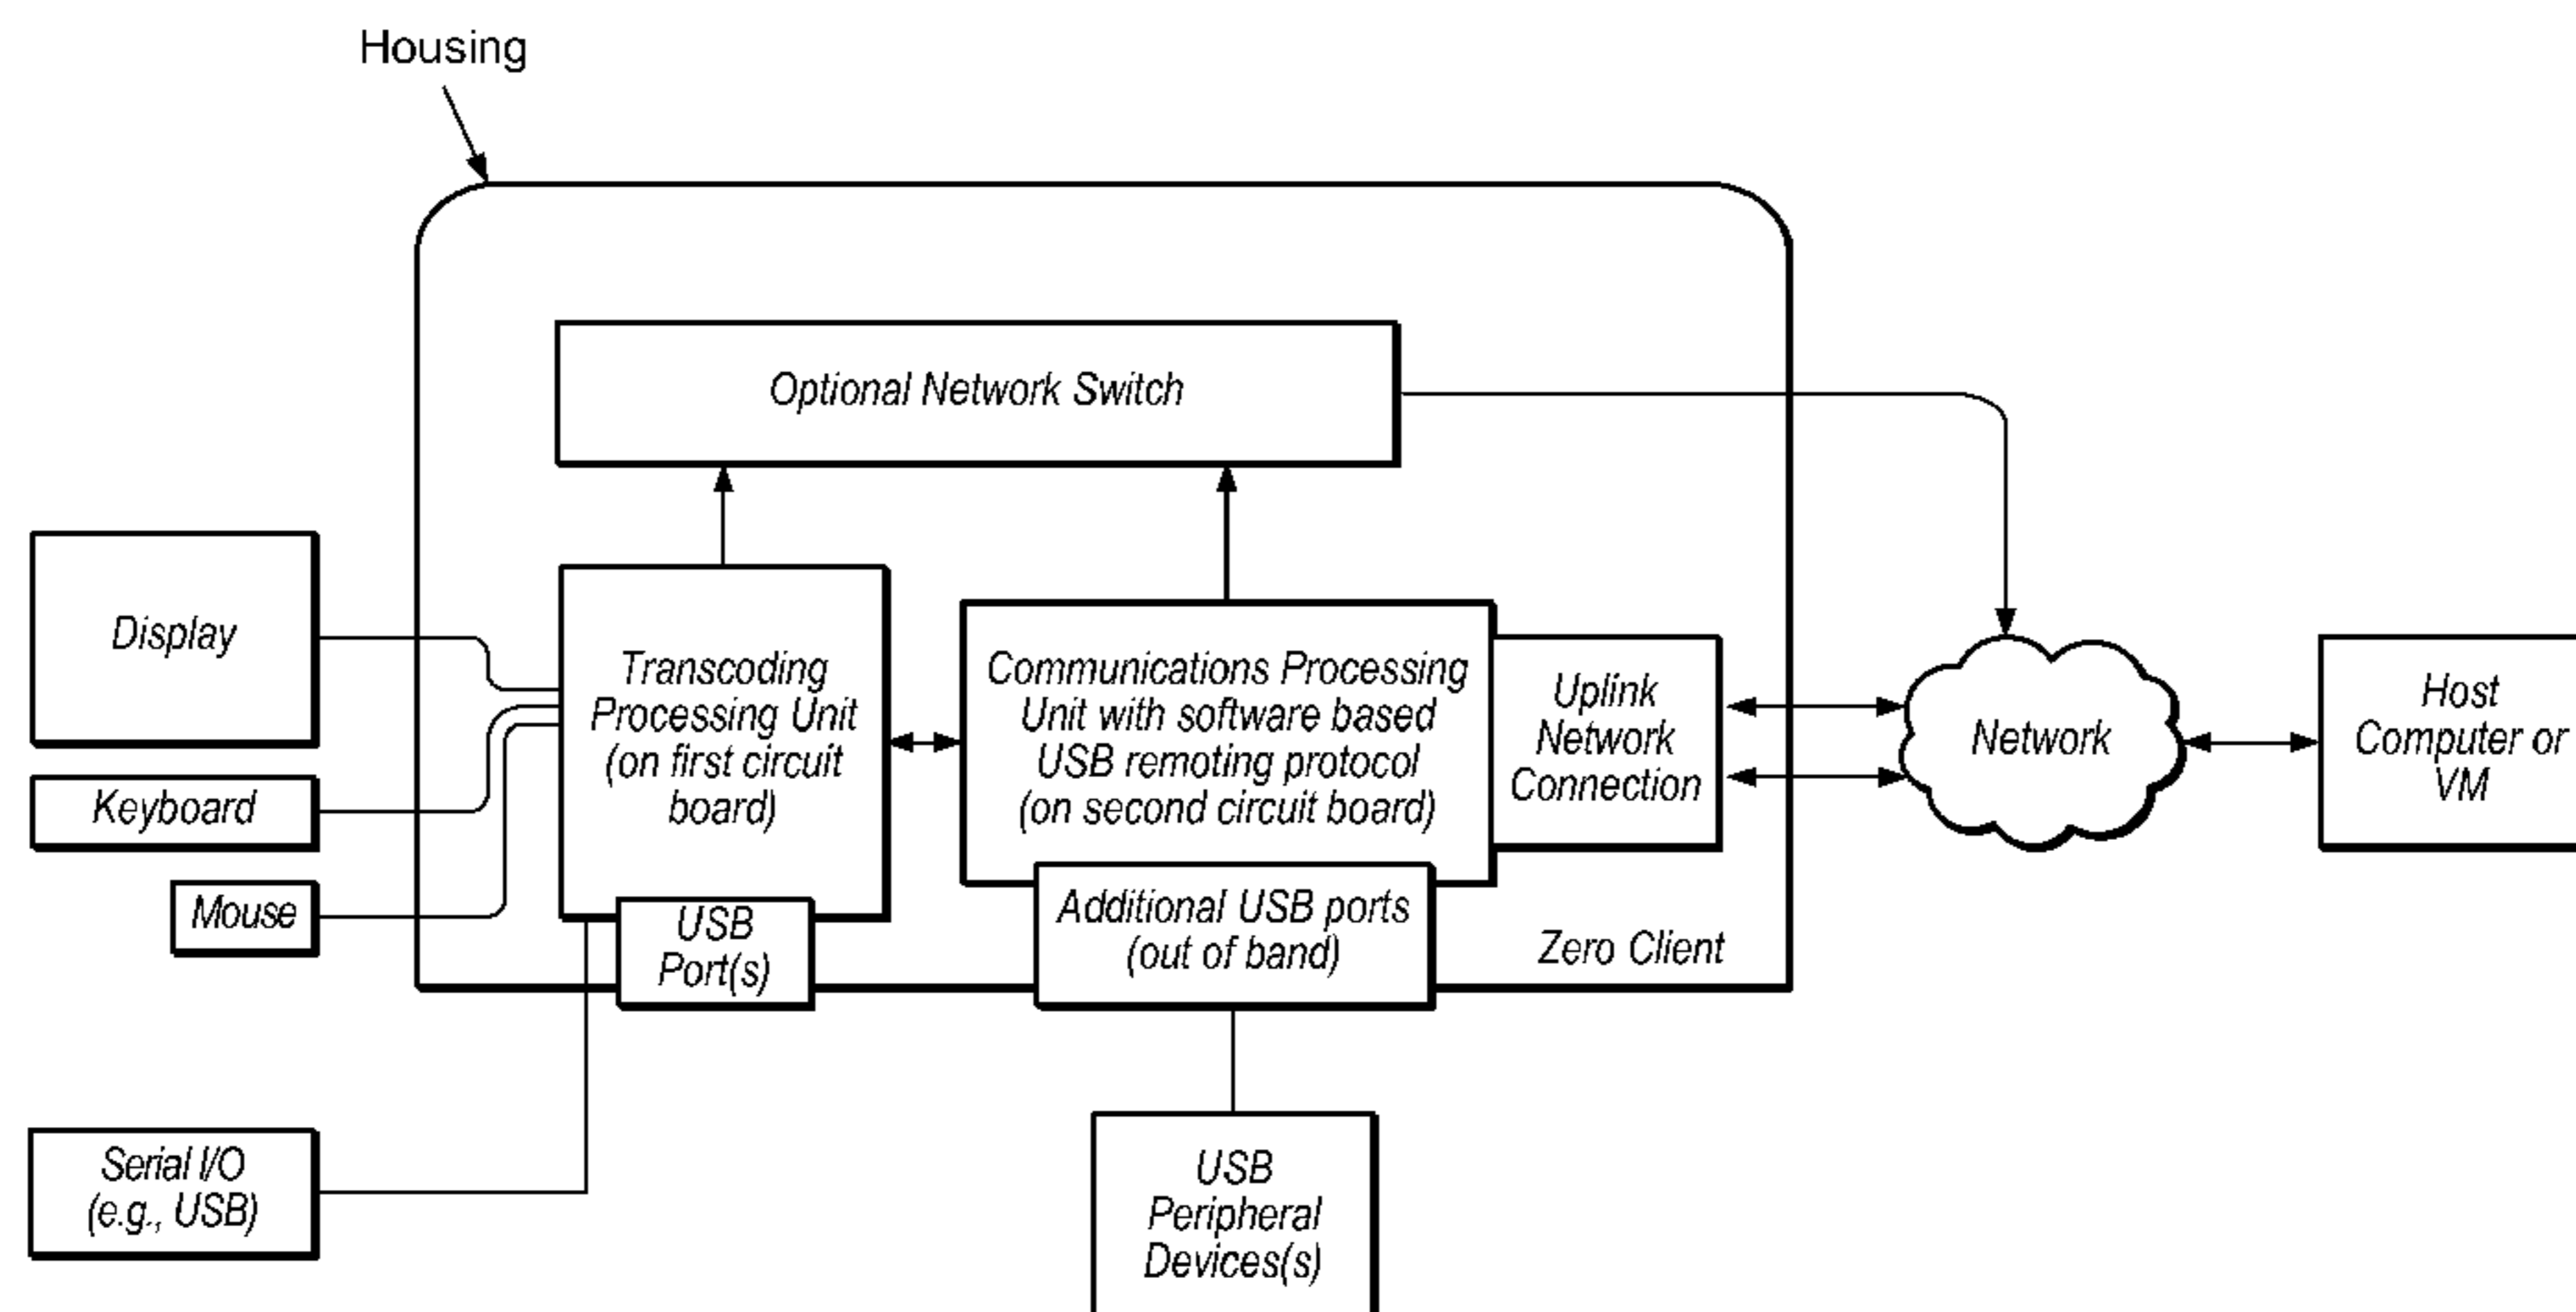 Housing
Optional Network Switch
Display
Keyboard
Mouse
Transcoding
Processing Unit
(on first circuit
board)
USB
Port(s)
Communications Processing
Unit with software based
USB remoting protocol
(on second circuit board)
Additional USB ports
(out of band)
Uplink
Network
Connection
Zero Client
Network
Host
Computer or
VM
Serial I/O
(e.g., USB)
USB
Peripheral
Devices(s)